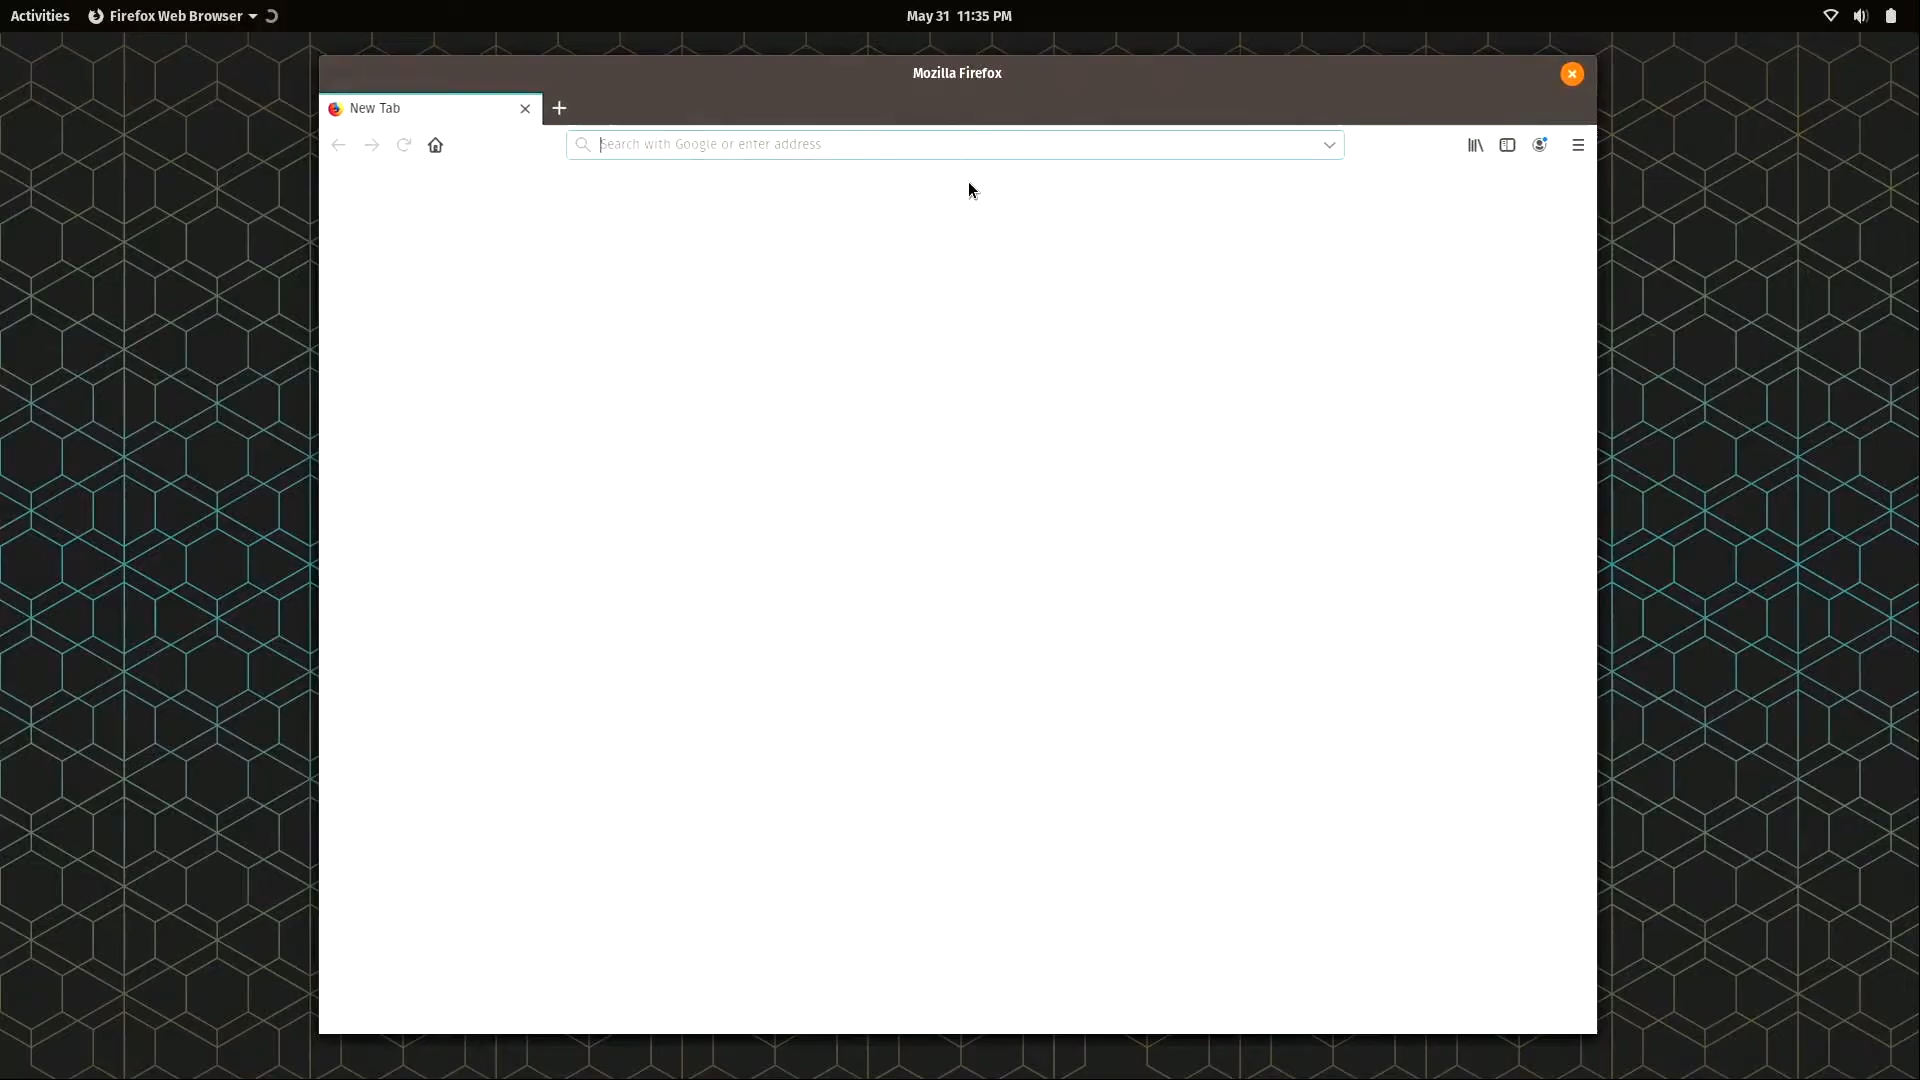 Activities
Firefox Web Browser
May 31 11:35 PM
Mozilla Firefox
New Tab
Search with Google or enter address